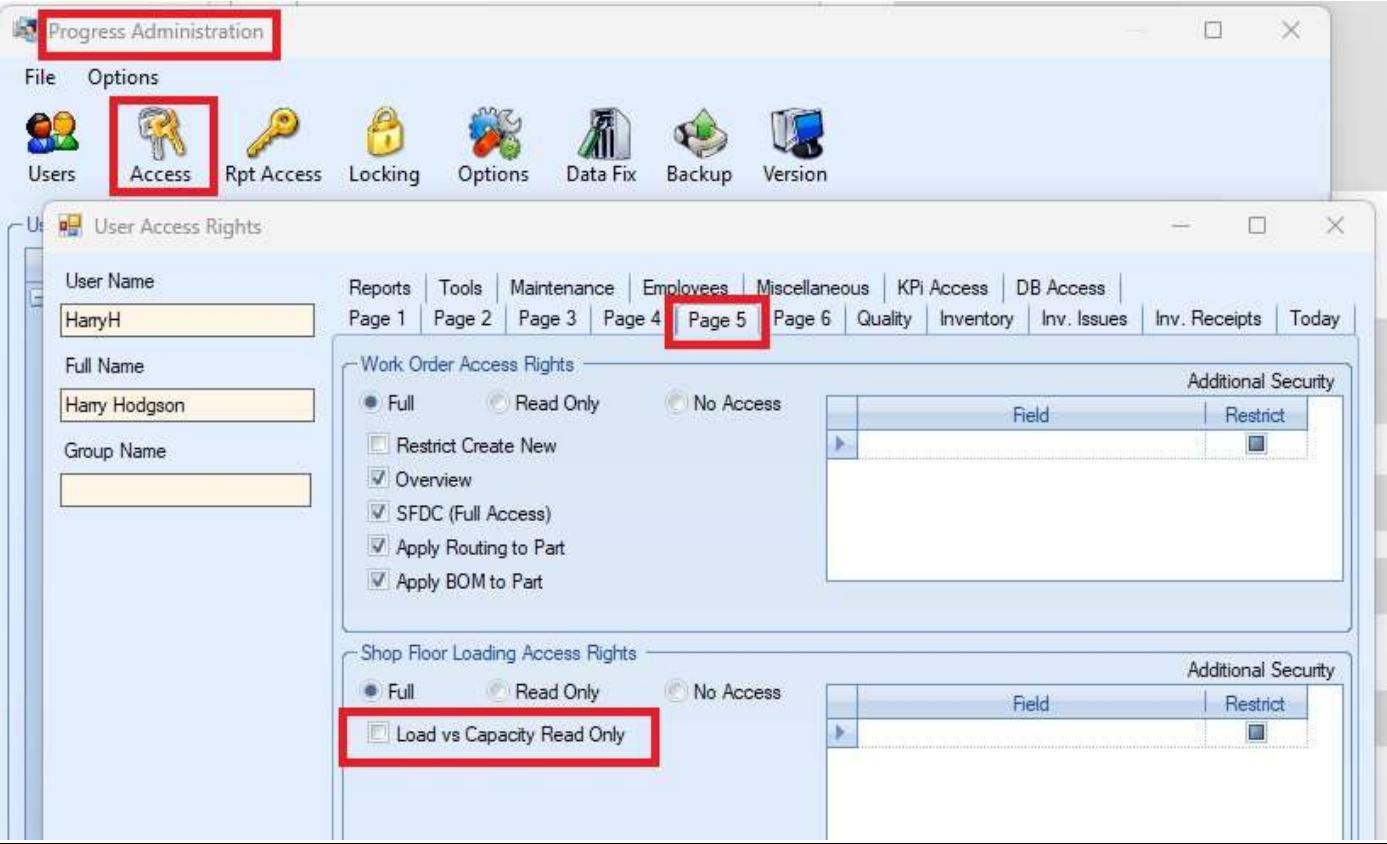 Progress Administration
File Options
Users Access Rpt Access Locking Options Data Fix Backup Version
Us
User Access Rights
User Name
HarryH
Full Name
Harry Hodgson
Group Name
Reports Tools Maintenance Employees Miscellaneous KPi Access DB Access
Page 1 Page 2 Page 3 Page 4 Page 5 Page 6 Quality Inventory Inv. Issues Inv. Receipts Today
Work Order Access Rights
Additional Security
Full Read Only No Access
Field Restrict
Restrict Create New
Overview
SFDC (Full Access)
Apply Routing to Part
Apply BOM to Part
Shop Floor Loading Access Rights
Additional Security
Full Read Only No Access
Field Restrict
Load vs Capacity Read Only